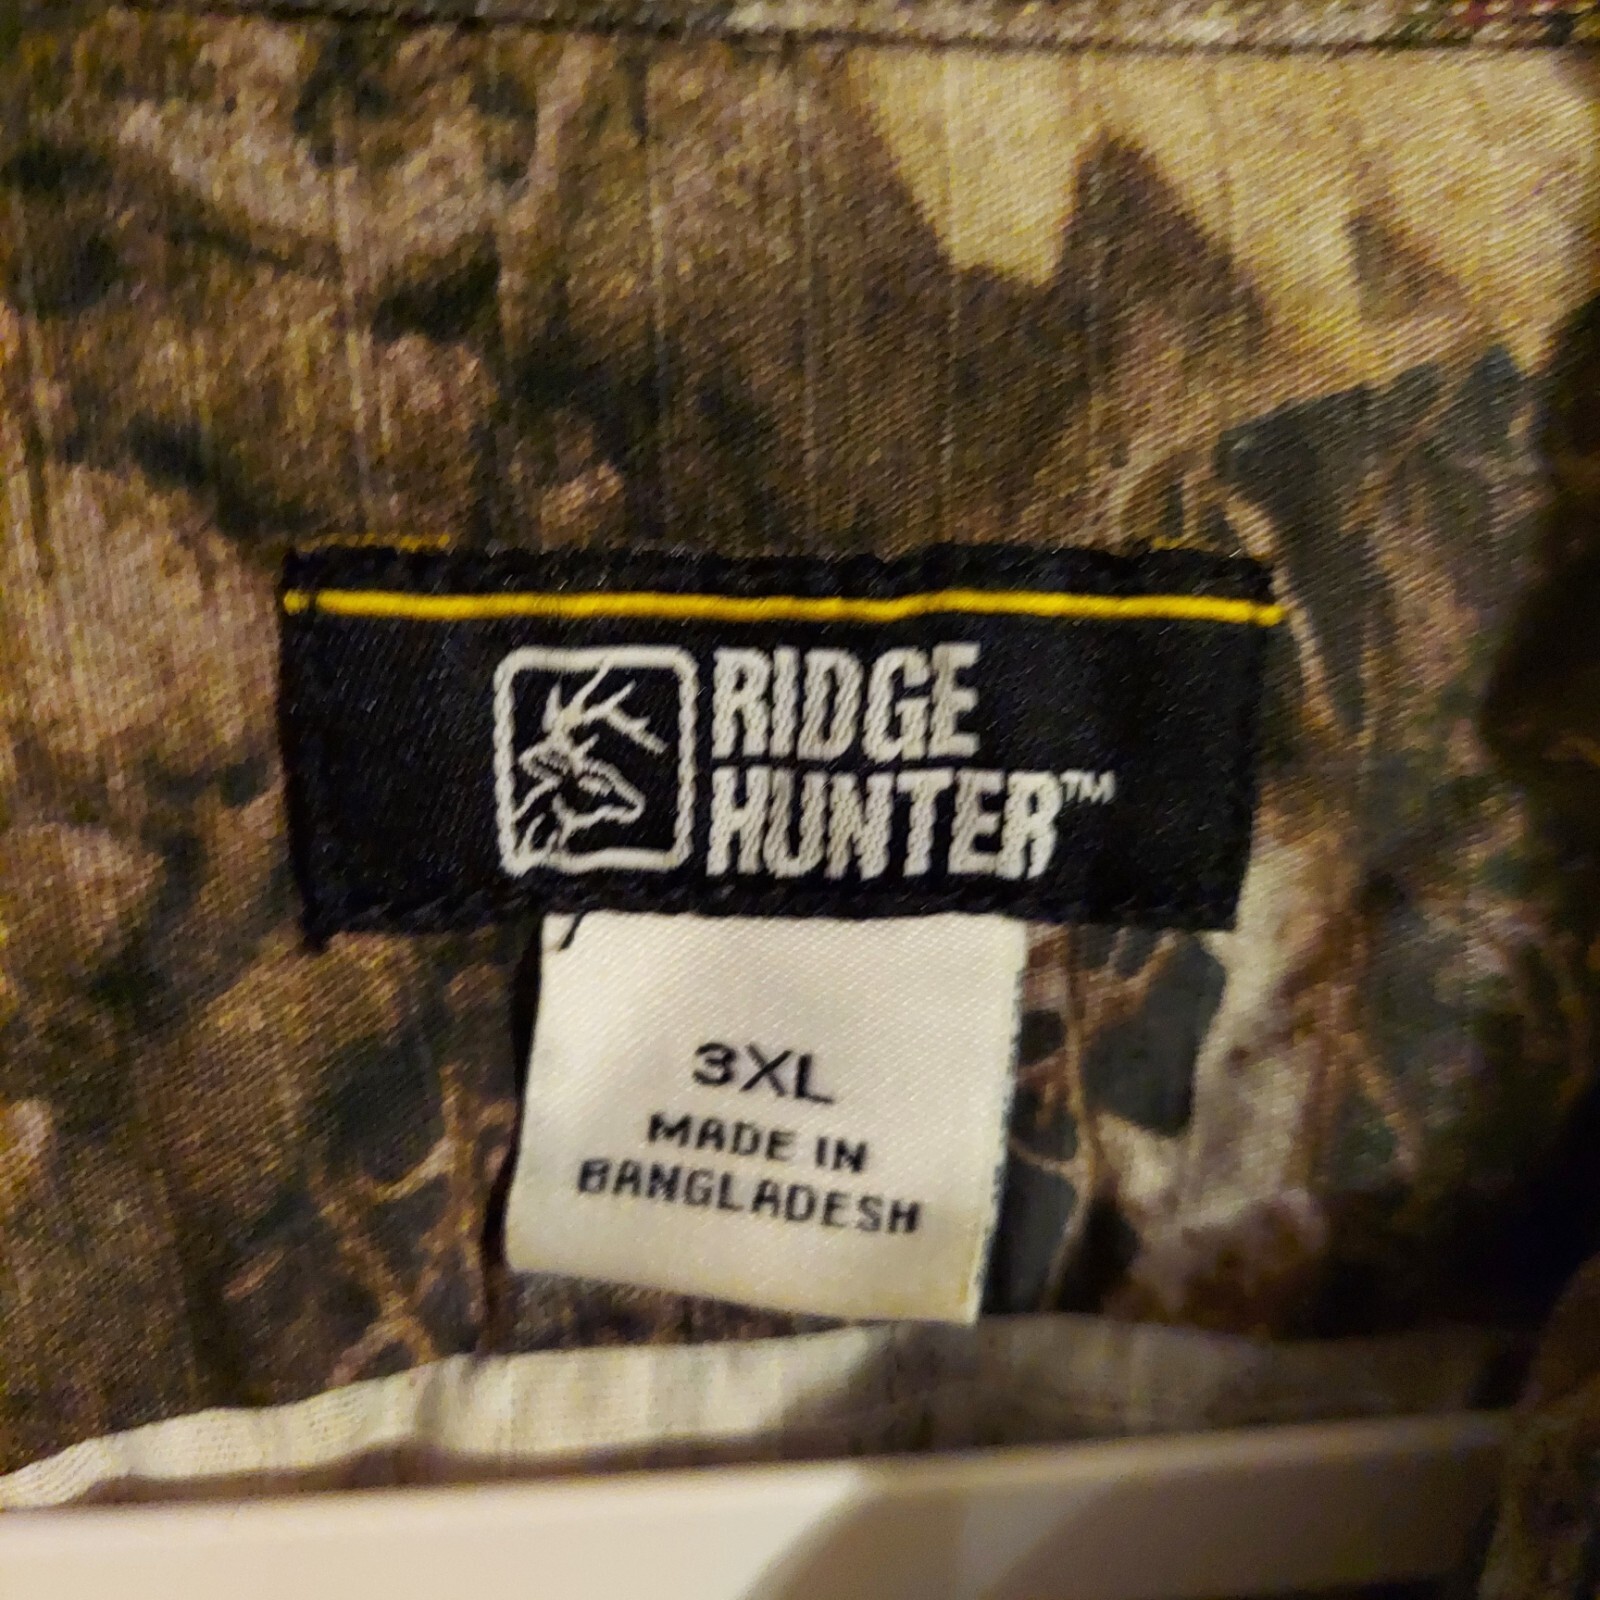 RIDGE
HUNTER™
3XL
MADE IN
BANGLADESH